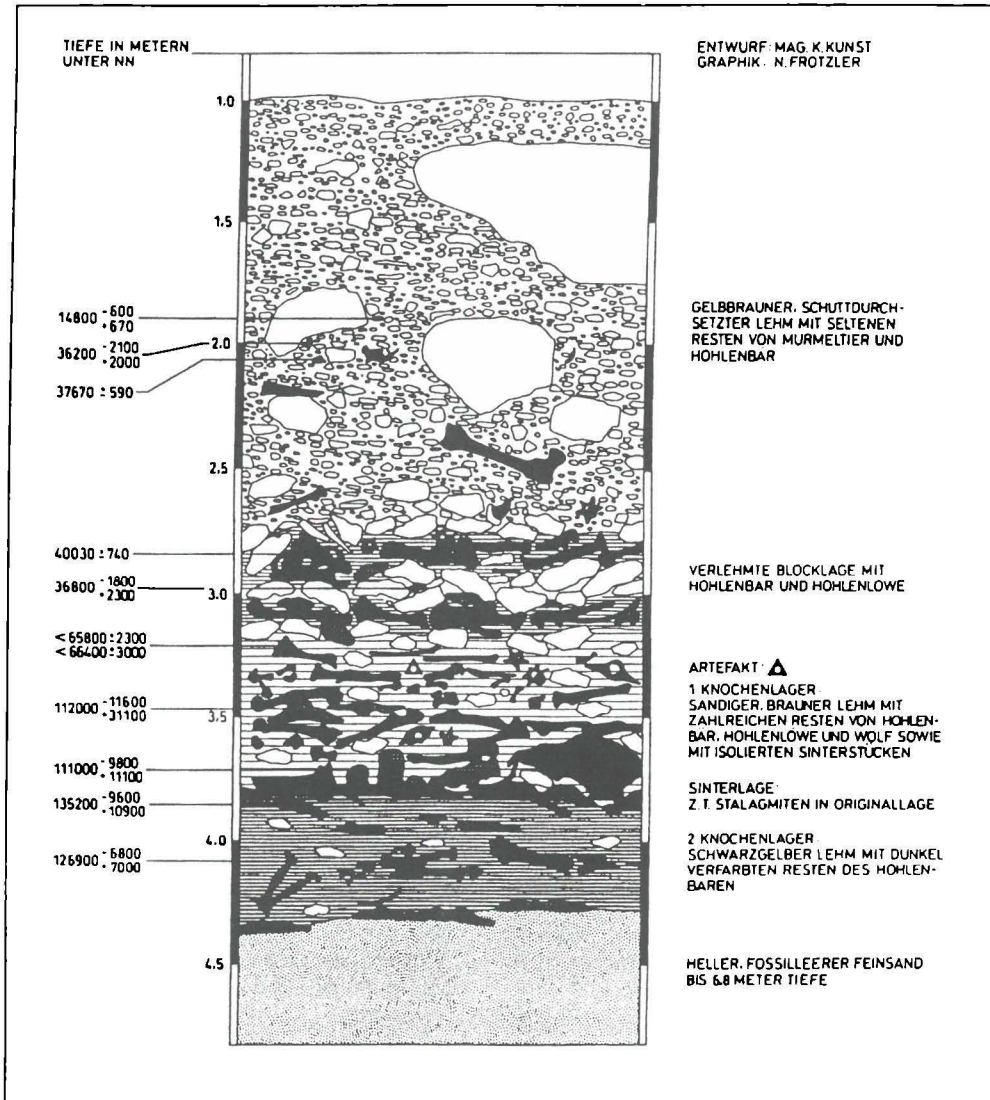 TIEFE IN METERN
UNTER NN
ENTWURF: MAG. K. KUNST
GRAPHIK: N. FROTZLER
1.0
1.5
14800 -600
+670
2.0
36200 -2100
+2000
37670 ± 590
GELBBRAUNER, SCHUTTDURCH-
SETZTER LEHM MIT SELTENEN
RESTEN VON MURMELTIER UND
HOHLENBAR
2.5
40030 ± 740
36800 -1800
+2300
3.0
VERLEHMTE BLOCKLAGE MIT
HOHLENBAR UND HOHLENLOWE
< 65800 ± 2300
< 66400 ± 3000
112000 -11600
+31100
3.5
ARTEFAKT:
1 KNOCHENLAGER
SANDIGER, BRAUNER LEHM MIT
ZAHLREICHEN RESTEN VON HOHLEN-
BAR, HOHLENLOWE UND WOLF SOWIE
MIT ISOLIERTEN SINTERSTÜCKEN
111000 -9800
+11100
135200 -9600
+10900
SINTERLAGE:
Z.T. STALAGMITEN IN ORIGINALLAGE
4.0
126900 -6800
+7000
2 KNOCHENLAGER
SCHWARZGELBER LEHM MIT DUNKEL
VERFARBTEN RESTEN DES HOHLEN-
BAREN
4.5
HELLER, FOSSILLEERER FEINSAND
BIS 6.8 METER TIEFE